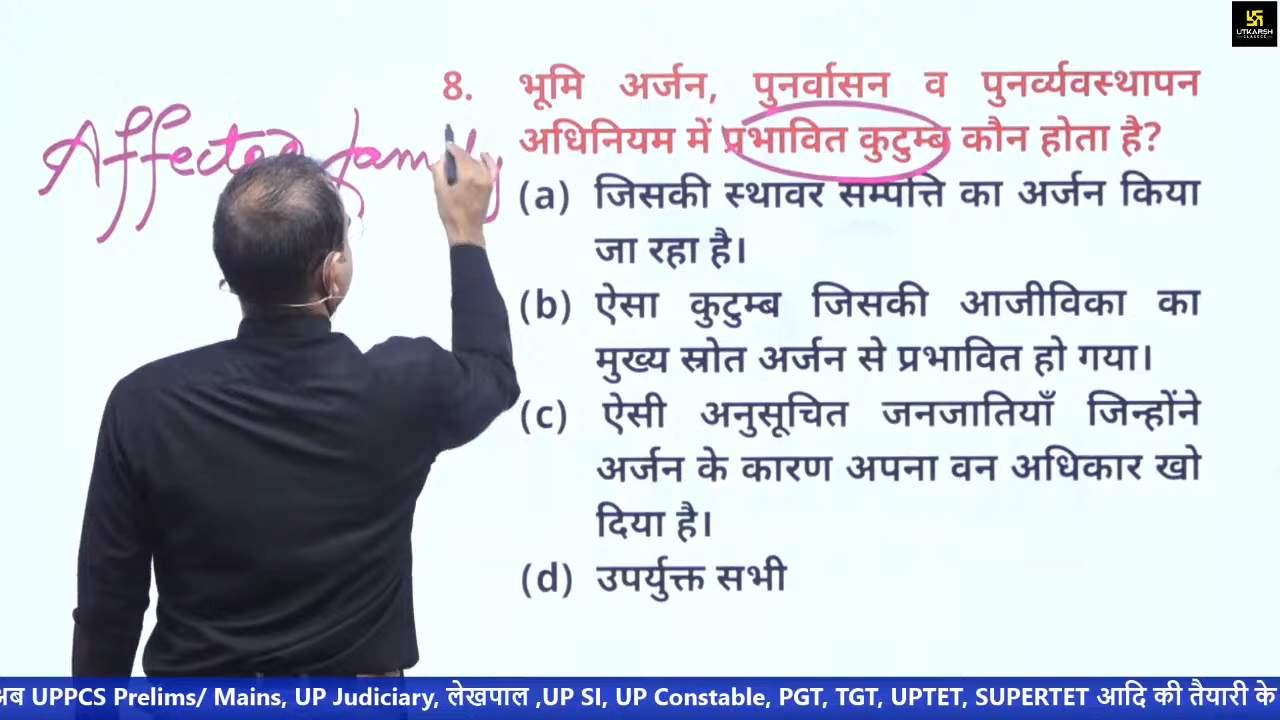 UTKARSH
CLASSES
8. भूमि अर्जन, पुनर्वासन व पुनर्व्यवस्थापन
अधिनियम में प्रभावित कुटुम्ब कौन होता है?
Affected family
(a) जिसकी स्थावर सम्पत्ति का अर्जन किया
जा रहा है।
(b) ऐसा कुटुम्ब जिसकी आजीविका का
मुख्य स्रोत अर्जन से प्रभावित हो गया।
(c) ऐसी अनुसूचित जनजातियाँ जिन्होंने
अर्जन के कारण अपना वन अधिकार खो
दिया है।
(d) उपर्युक्त सभी
अब UPPCS Prelims/ Mains, UP Judiciary, लेखपाल ,UP SI, UP Constable, PGT, TGT, UPTET, SUPERTET आदि की तैयारी के